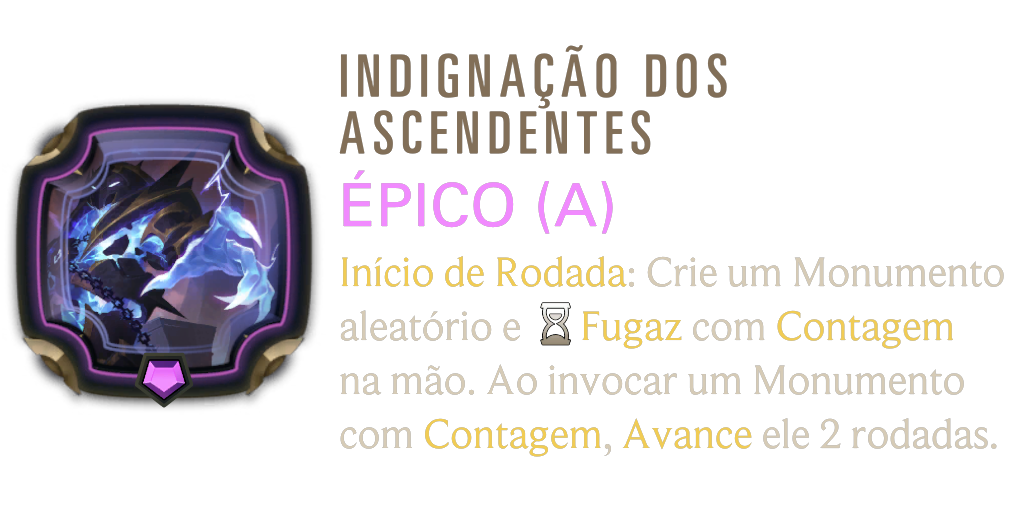 INDIGNAÇÃO DOS
ASCENDENTES
ÉPICO (A)
Início de Rodada: Crie um Monumento
aleatório e Fugaz com Contagem
na mão. Ao invocar um Monumento
com Contagem, Avance ele 2 rodadas.